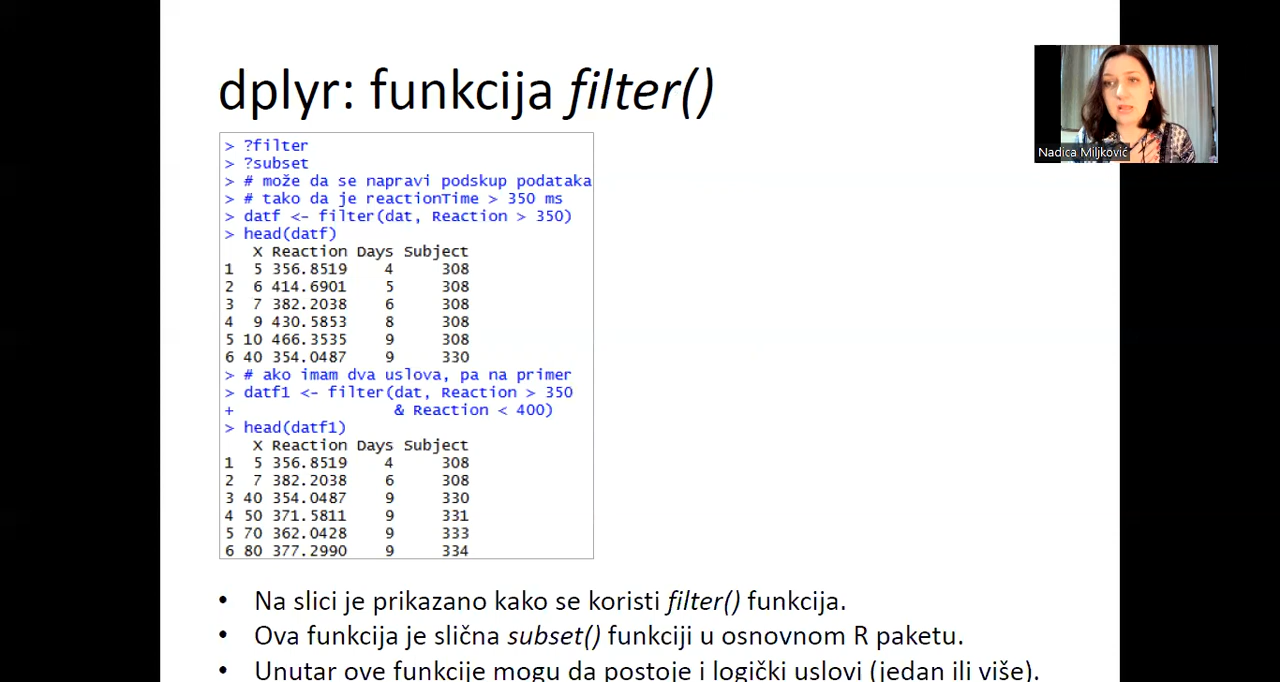 dplyr: funkcija filter()
> ?filter
> ?subset
> # može da se napravi podskup podataka
> # tako da je reactionTime > 350 ms
> datf <- filter(dat, Reaction > 350)
> head(datf)
X Reaction Days Subject
1 5 356.8519 4 308
2 6 414.6901 5 308
3 7 382.2038 6 308
4 9 430.5853 8 308
5 10 466.3535 9 308
6 40 354.0487 9 330
> # ako imam dva uslova, pa na primer
> datf1 <- filter(dat, Reaction > 350
+ & Reaction < 400)
> head(datf1)
X Reaction Days Subject
1 5 356.8519 4 308
2 7 382.2038 6 308
3 40 354.0487 9 330
4 50 371.5811 9 331
5 70 362.0428 9 333
6 80 377.2990 9 334
• Na slici je prikazano kako se koristi filter() funkcija.
• Ova funkcija je slična subset() funkciji u osnovnom R paketu.
• Unutar ove funkcije mogu da postoje i logički uslovi (jedan ili više).
Nadica Miljković